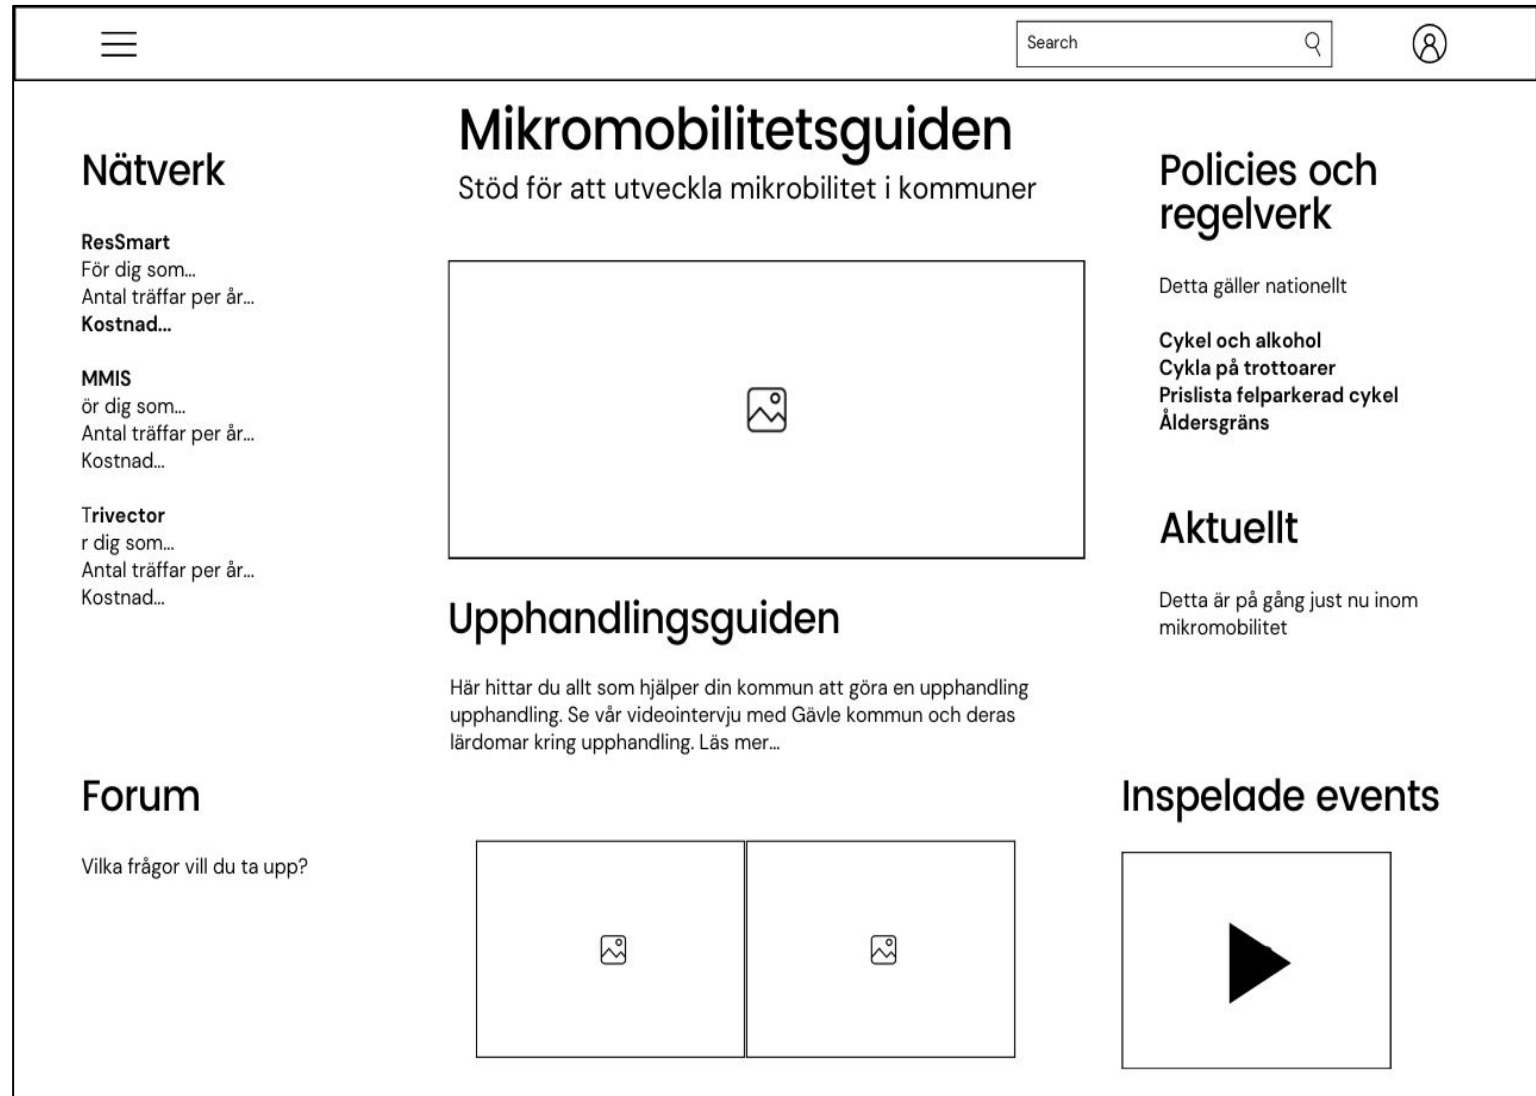 Search
Mikromobilitetsguiden
Stöd för att utveckla mikrobilitet i kommuner
Nätverk
ResSmart
För dig som...
Antal träffar per år...
Kostnad...
MMIS
ör dig som...
Antal träffar per år...
Kostnad...
Trivector
r dig som...
Antal träffar per år...
Kostnad...
Forum
Vilka frågor vill du ta upp?
Upphandlingsguiden
Här hittar du allt som hjälper din kommun att göra en upphandling
upphandling. Se vår videointervju med Gävle kommun och deras
lärdomar kring upphandling. Läs mer...
Policies och
regelverk
Detta gäller nationellt
Cykel och alkohol
Cykla på trottoarer
Prislista felparkerad cykel
Åldersgräns
Aktuellt
Detta är på gång just nu inom
mikromobilitet
Inspelade events